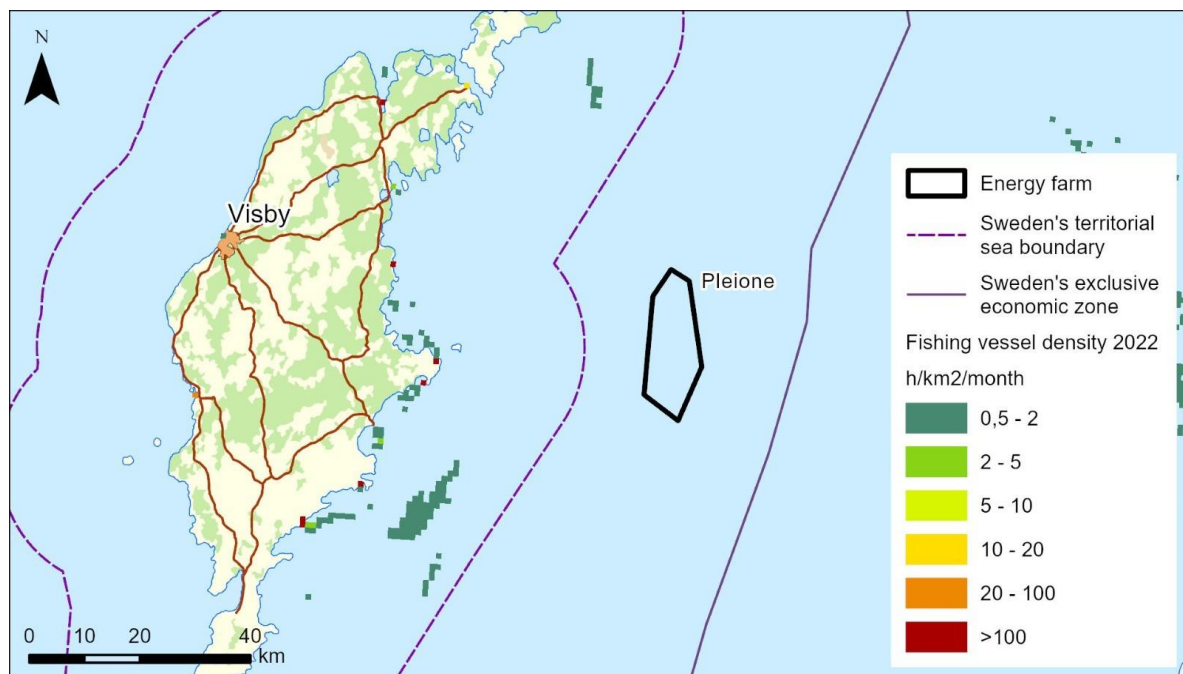 N
Visby
Pleione
Energy farm
Sweden's territorial
sea boundary
Sweden's exclusive
economic zone
Fishing vessel density 2022
h/km2/month
0,5 - 2
2 - 5
5 - 10
10 - 20
20 - 100
>100
0 10 20 40
km